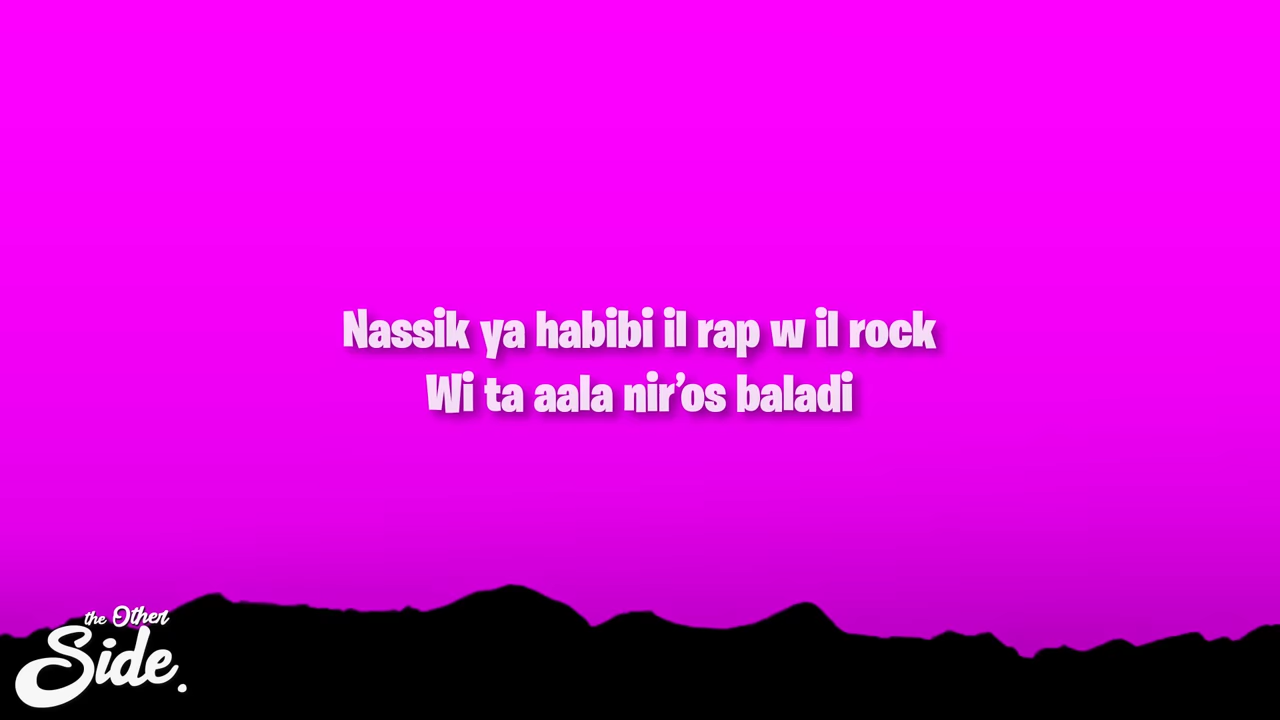 Nassik ya habibi il rap w il rock
Wi ta aala nir’os baladi
the Other
Side.